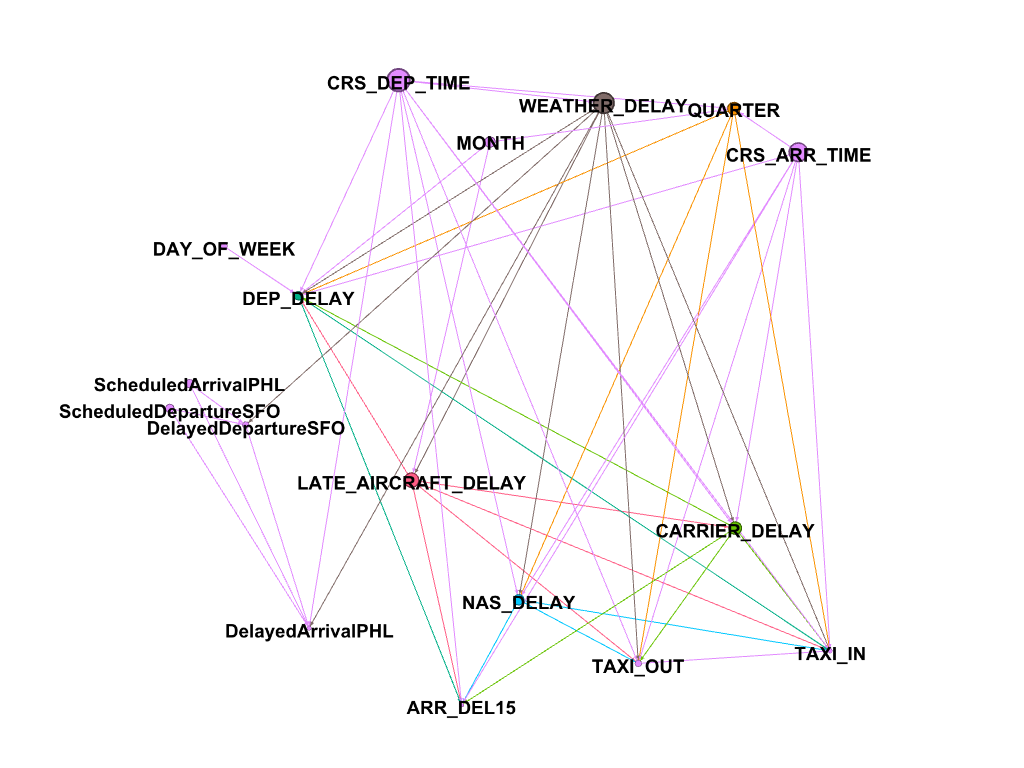 CRS_DEP_TIME
WEATHER_DELAY
QUARTER
MONTH
CRS_ARR_TIME
DAY_OF_WEEK
DEP_DELAY
ScheduledArrivalPHL
ScheduledDepartureSFO
DelayedDepartureSFO
LATE_AIRCRAFT_DELAY
CARRIER_DELAY
NAS_DELAY
DelayedArrivalPHL
TAXI_IN
TAXI_OUT
ARR_DEL15